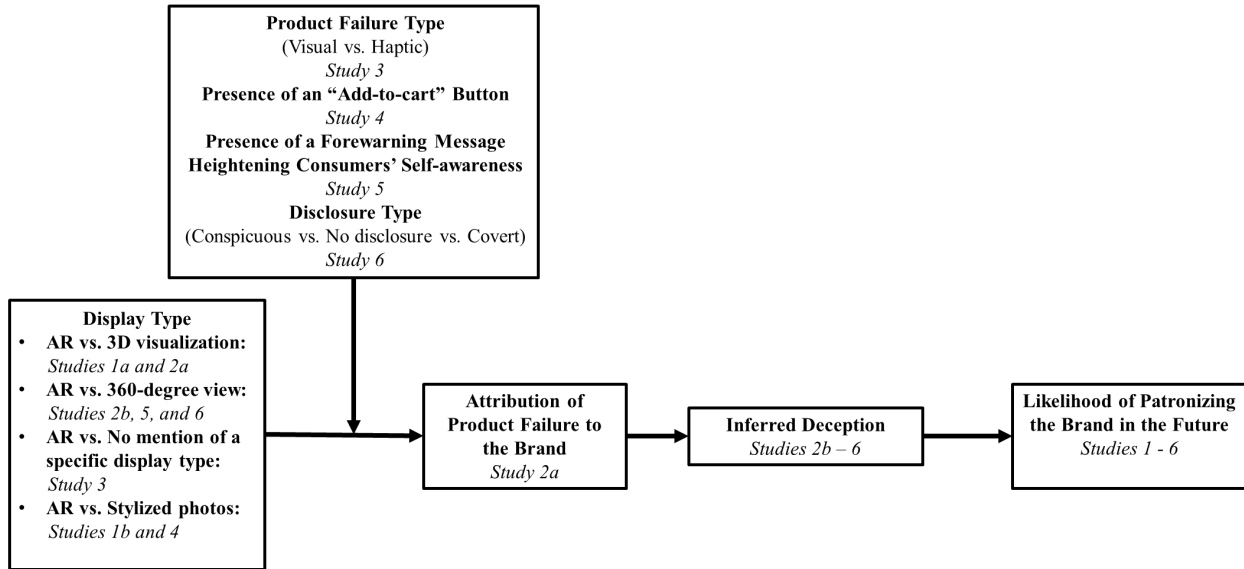 Product Failure Type
(Visual vs. Haptic)
Study 3
Presence of an “Add-to-cart” Button
Study 4
Presence of a Forewarning Message
Heightening Consumers’ Self-awareness
Study 5
Disclosure Type
(Conspicuous vs. No disclosure vs. Covert)
Study 6
Display Type
• AR vs. 3D visualization:
Studies 1a and 2a
• AR vs. 360-degree view:
Studies 2b, 5, and 6
• AR vs. No mention of a
specific display type:
Study 3
• AR vs. Stylized photos:
Studies 1b and 4
Attribution of
Product Failure to
the Brand
Study 2a
Inferred Deception
Studies 2b – 6
Likelihood of Patronizing
the Brand in the Future
Studies 1 - 6